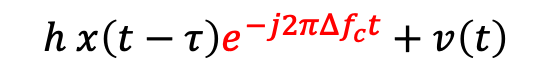 h x(t − τ)e^{−j2πΔf_c t} + v(t)